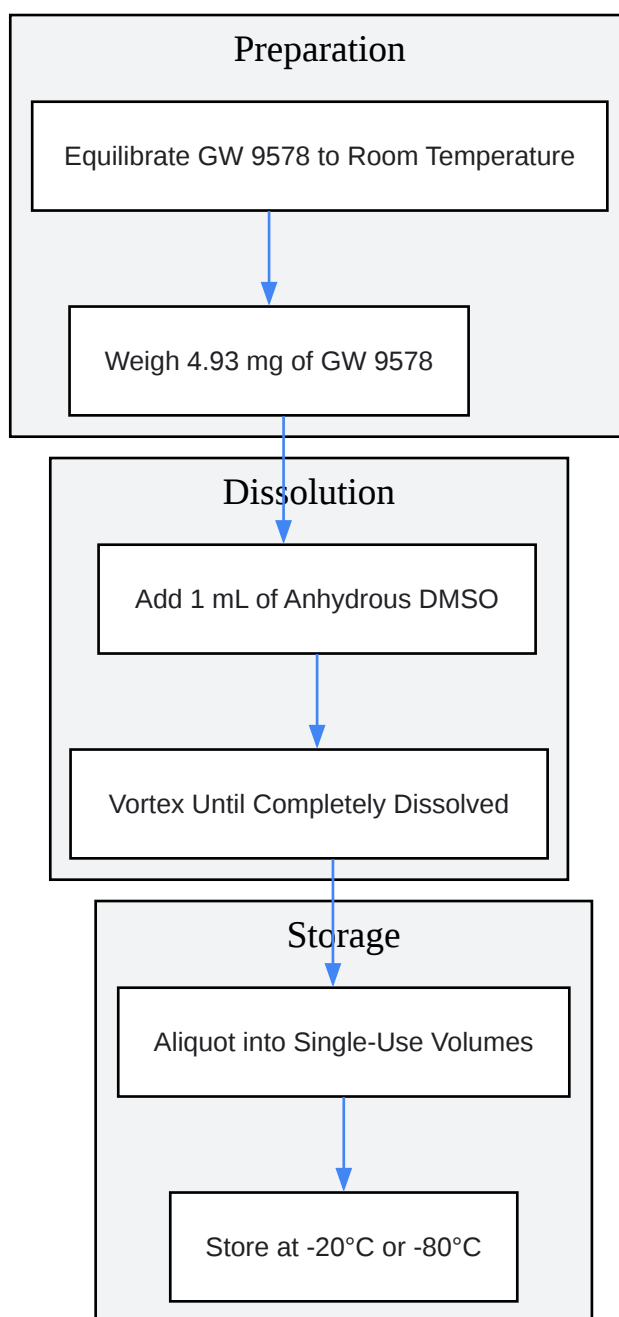 Preparation
Equilibrate GW 9578 to Room Temperature
Weigh 4.93 mg of GW 9578
Dissolution
Add 1 mL of Anhydrous DMSO
Vortex Until Completely Dissolved
Storage
Aliquot into Single-Use Volumes
Store at -20°C or -80°C